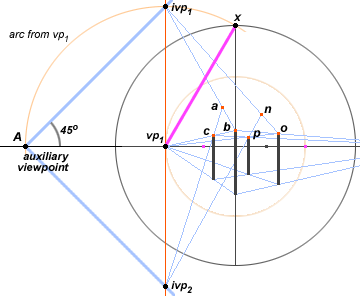 ivp1
x
arc from vp1
a
n
45o
b
o
A
vp1
c
p
auxiliary
viewpoint
ivp2